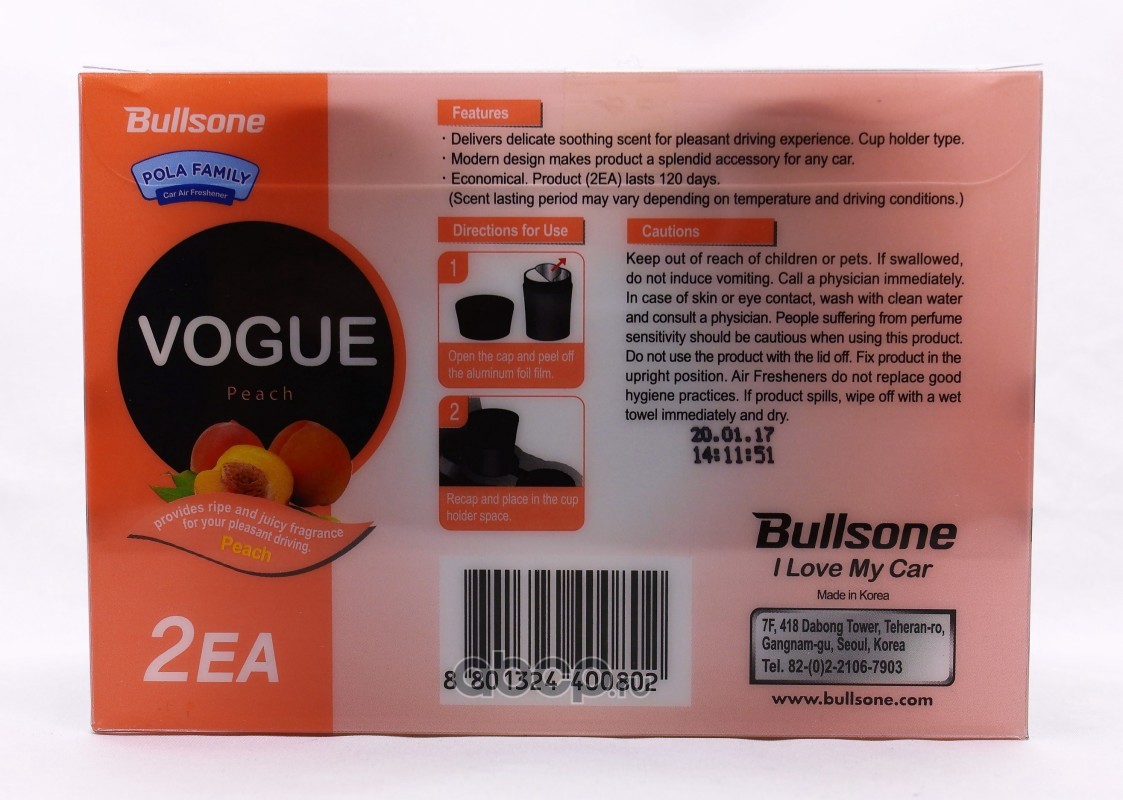 Bullsone
POLA FAMILY
Car Air Freshener
VOGUE
Peach
provides ripe and juicy fragrance
for your pleasant driving.
Peach
2EA
Features
· Delivers delicate soothing scent for pleasant driving experience. Cup holder type.
· Modern design makes product a splendid accessory for any car.
· Economical. Product (2EA) lasts 120 days.
(Scent lasting period may vary depending on temperature and driving conditions.)
Directions for Use
1
Open the cap and peel off
the aluminum foil film.
2
Recap and place in the cup
holder space.
Cautions
Keep out of reach of children or pets. If swallowed,
do not induce vomiting. Call a physician immediately.
In case of skin or eye contact, wash with clean water
and consult a physician. People suffering from perfume
sensitivity should be cautious when using this product.
Do not use the product with the lid off. Fix product in the
upright position. Air Fresheners do not replace good
hygiene practices. If product spills, wipe off with a wet
towel immediately and dry.
20.01.17
14:11:51
8 801324 400802
Bullsone
I Love My Car
Made in Korea
7F, 418 Dabong Tower, Teheran-ro,
Gangnam-gu, Seoul, Korea
Tel. 82-(0)2-2106-7903
www.bullsone.com